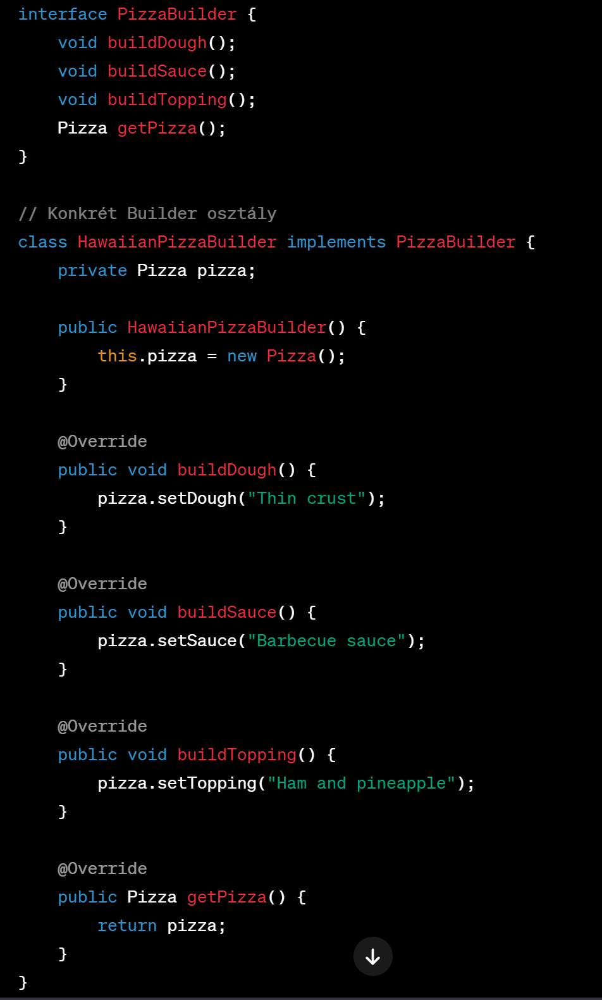 interface PizzaBuilder {
    void buildDough();
    void buildSauce();
    void buildTopping();
    Pizza getPizza();
}
// Konkrét Builder osztály
class HawaiianPizzaBuilder implements PizzaBuilder {
    private Pizza pizza;
    public HawaiianPizzaBuilder() {
        this.pizza = new Pizza();
    }
    @Override
    public void buildDough() {
        pizza.setDough("Thin crust");
    }
    @Override
    public void buildSauce() {
        pizza.setSauce("Barbecue sauce");
    }
    @Override
    public void buildTopping() {
        pizza.setTopping("Ham and pineapple");
    }
    @Override
    public Pizza getPizza() {
        return pizza;
    }
}